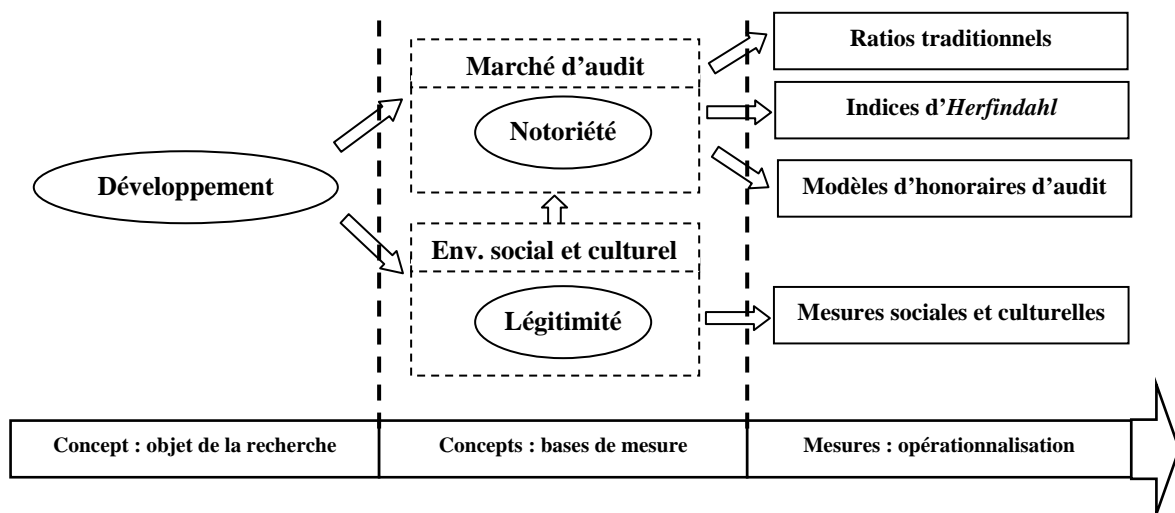 Ratios traditionnels
Marché d'audit
Indices d'Herfindahl
Notoriété
Développement
Modèles d'honoraires d'audit
Env. social et culturel
Légitimité
Mesures sociales et culturelles
Concept : objet de la recherche
Concepts : bases de mesure
Mesures : opérationnalisation